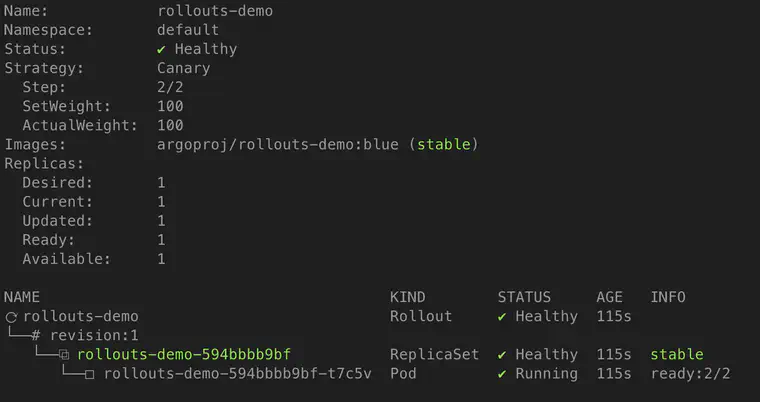 Name: rollouts-demo
Namespace: default
Status: ✔ Healthy
Strategy: Canary
Step: 2/2
SetWeight: 100
ActualWeight: 100
Images: argoproj/rollouts-demo:blue (stable)
Replicas:
Desired: 1
Current: 1
Updated: 1
Ready: 1
Available: 1
NAME KIND STATUS AGE INFO
⟳ rollouts-demo Rollout ✔ Healthy 115s
└──# revision:1
└──⧉ rollouts-demo-594bbbb9bf ReplicaSet ✔ Healthy 115s stable
└──□ rollouts-demo-594bbbb9bf-t7c5v Pod ✔ Running 115s ready:2/2